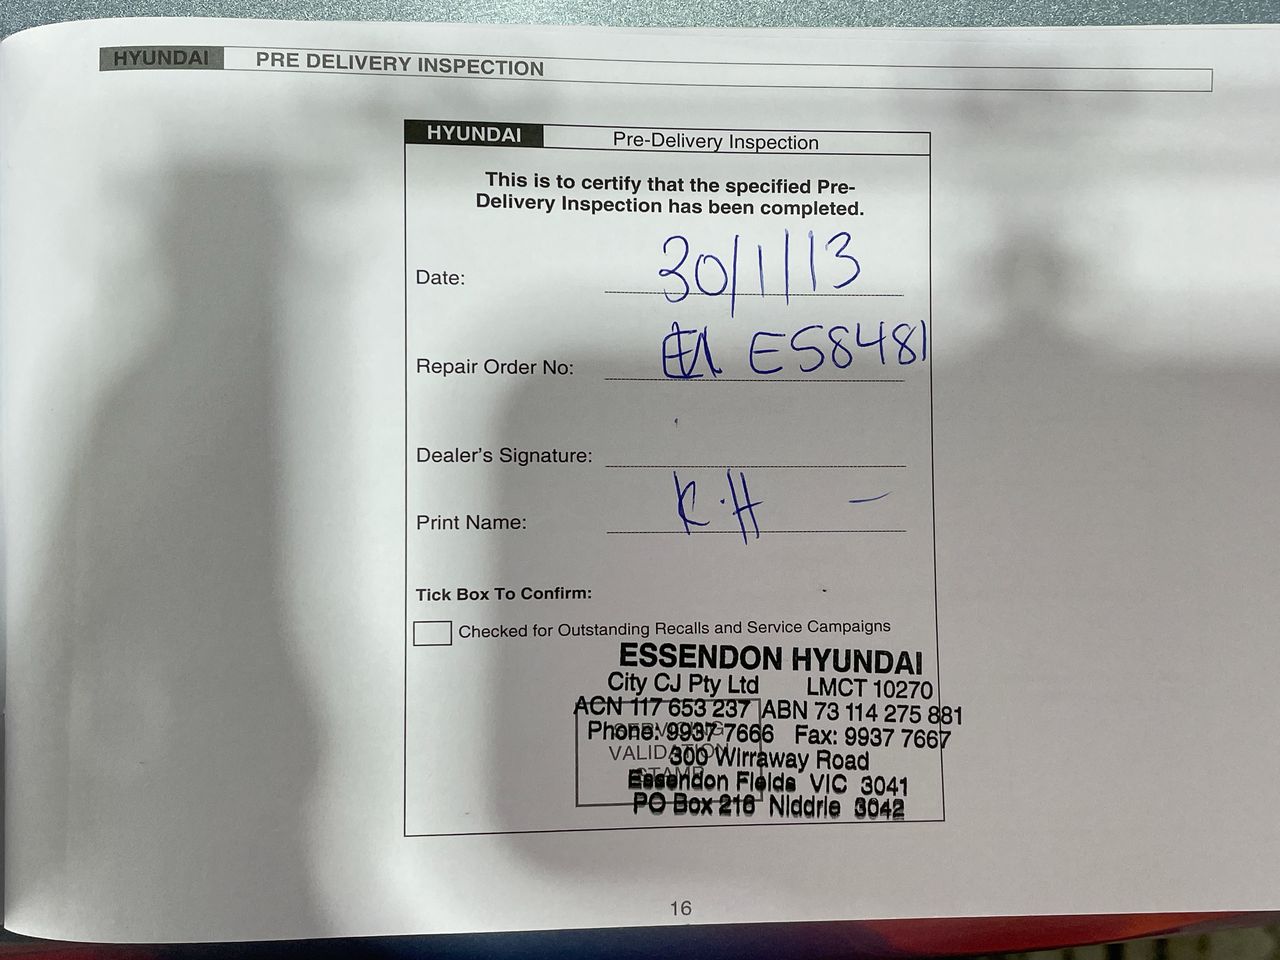 HYUNDAI PRE DELIVERY INSPECTION
HYUNDAI Pre-Delivery Inspection
This is to certify that the specified Pre-
Delivery Inspection has been completed.
Date: 30/1/13
Repair Order No: E58481
Dealer's Signature:
Print Name: K.H
Tick Box To Confirm:
Checked for Outstanding Recalls and Service Campaigns
ESSENDON HYUNDAI
City CJ Pty Ltd LMCT 10270
ACN 117 653 237 ABN 73 114 275 881
Phone: 9937 7666 Fax: 9937 7667
300 Wirraway Road
Essendon Fields VIC 3041
PO Box 216 Niddrie 3042
SERVICING
VALIDATION
STAMP
16